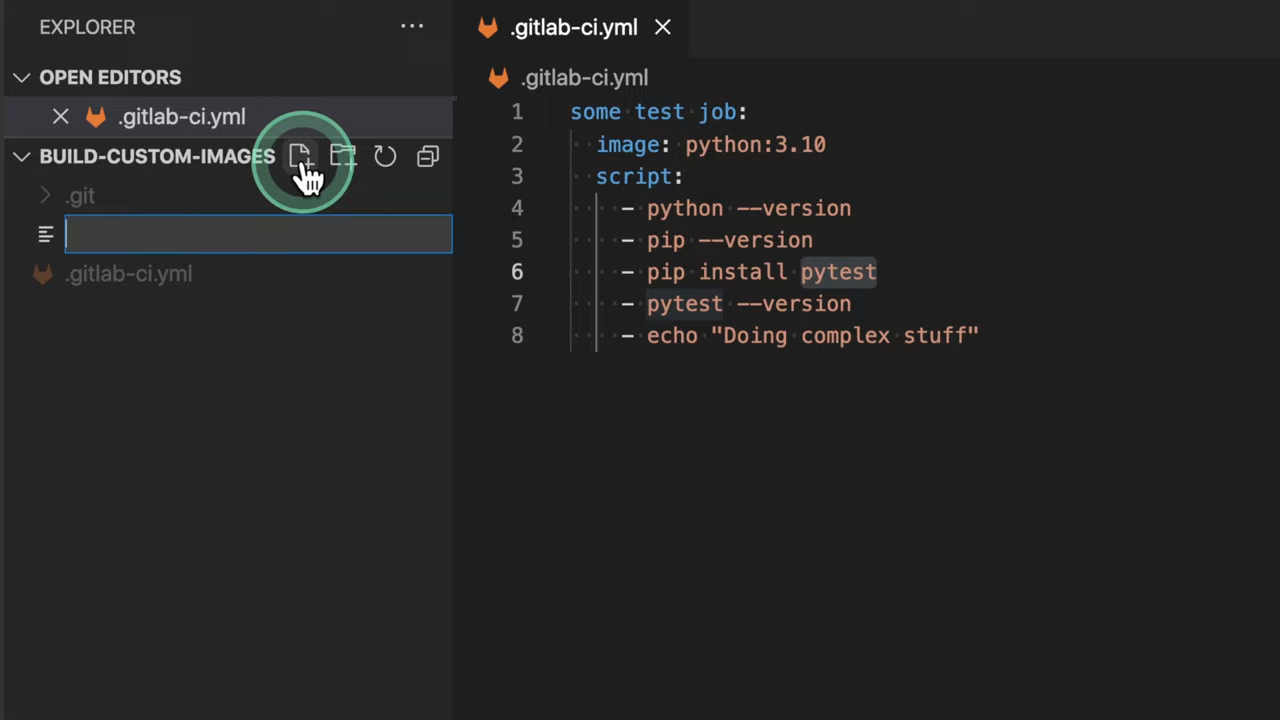 EXPLORER
OPEN EDITORS
.gitlab-ci.yml
BUILD-CUSTOM-IMAGES
.git
.gitlab-ci.yml
.gitlab-ci.yml
.gitlab-ci.yml
1 some test job:
2 image: python:3.10
3 script:
4 - python --version
5 - pip --version
6 - pip install pytest
7 - pytest --version
8 - echo "Doing complex stuff"